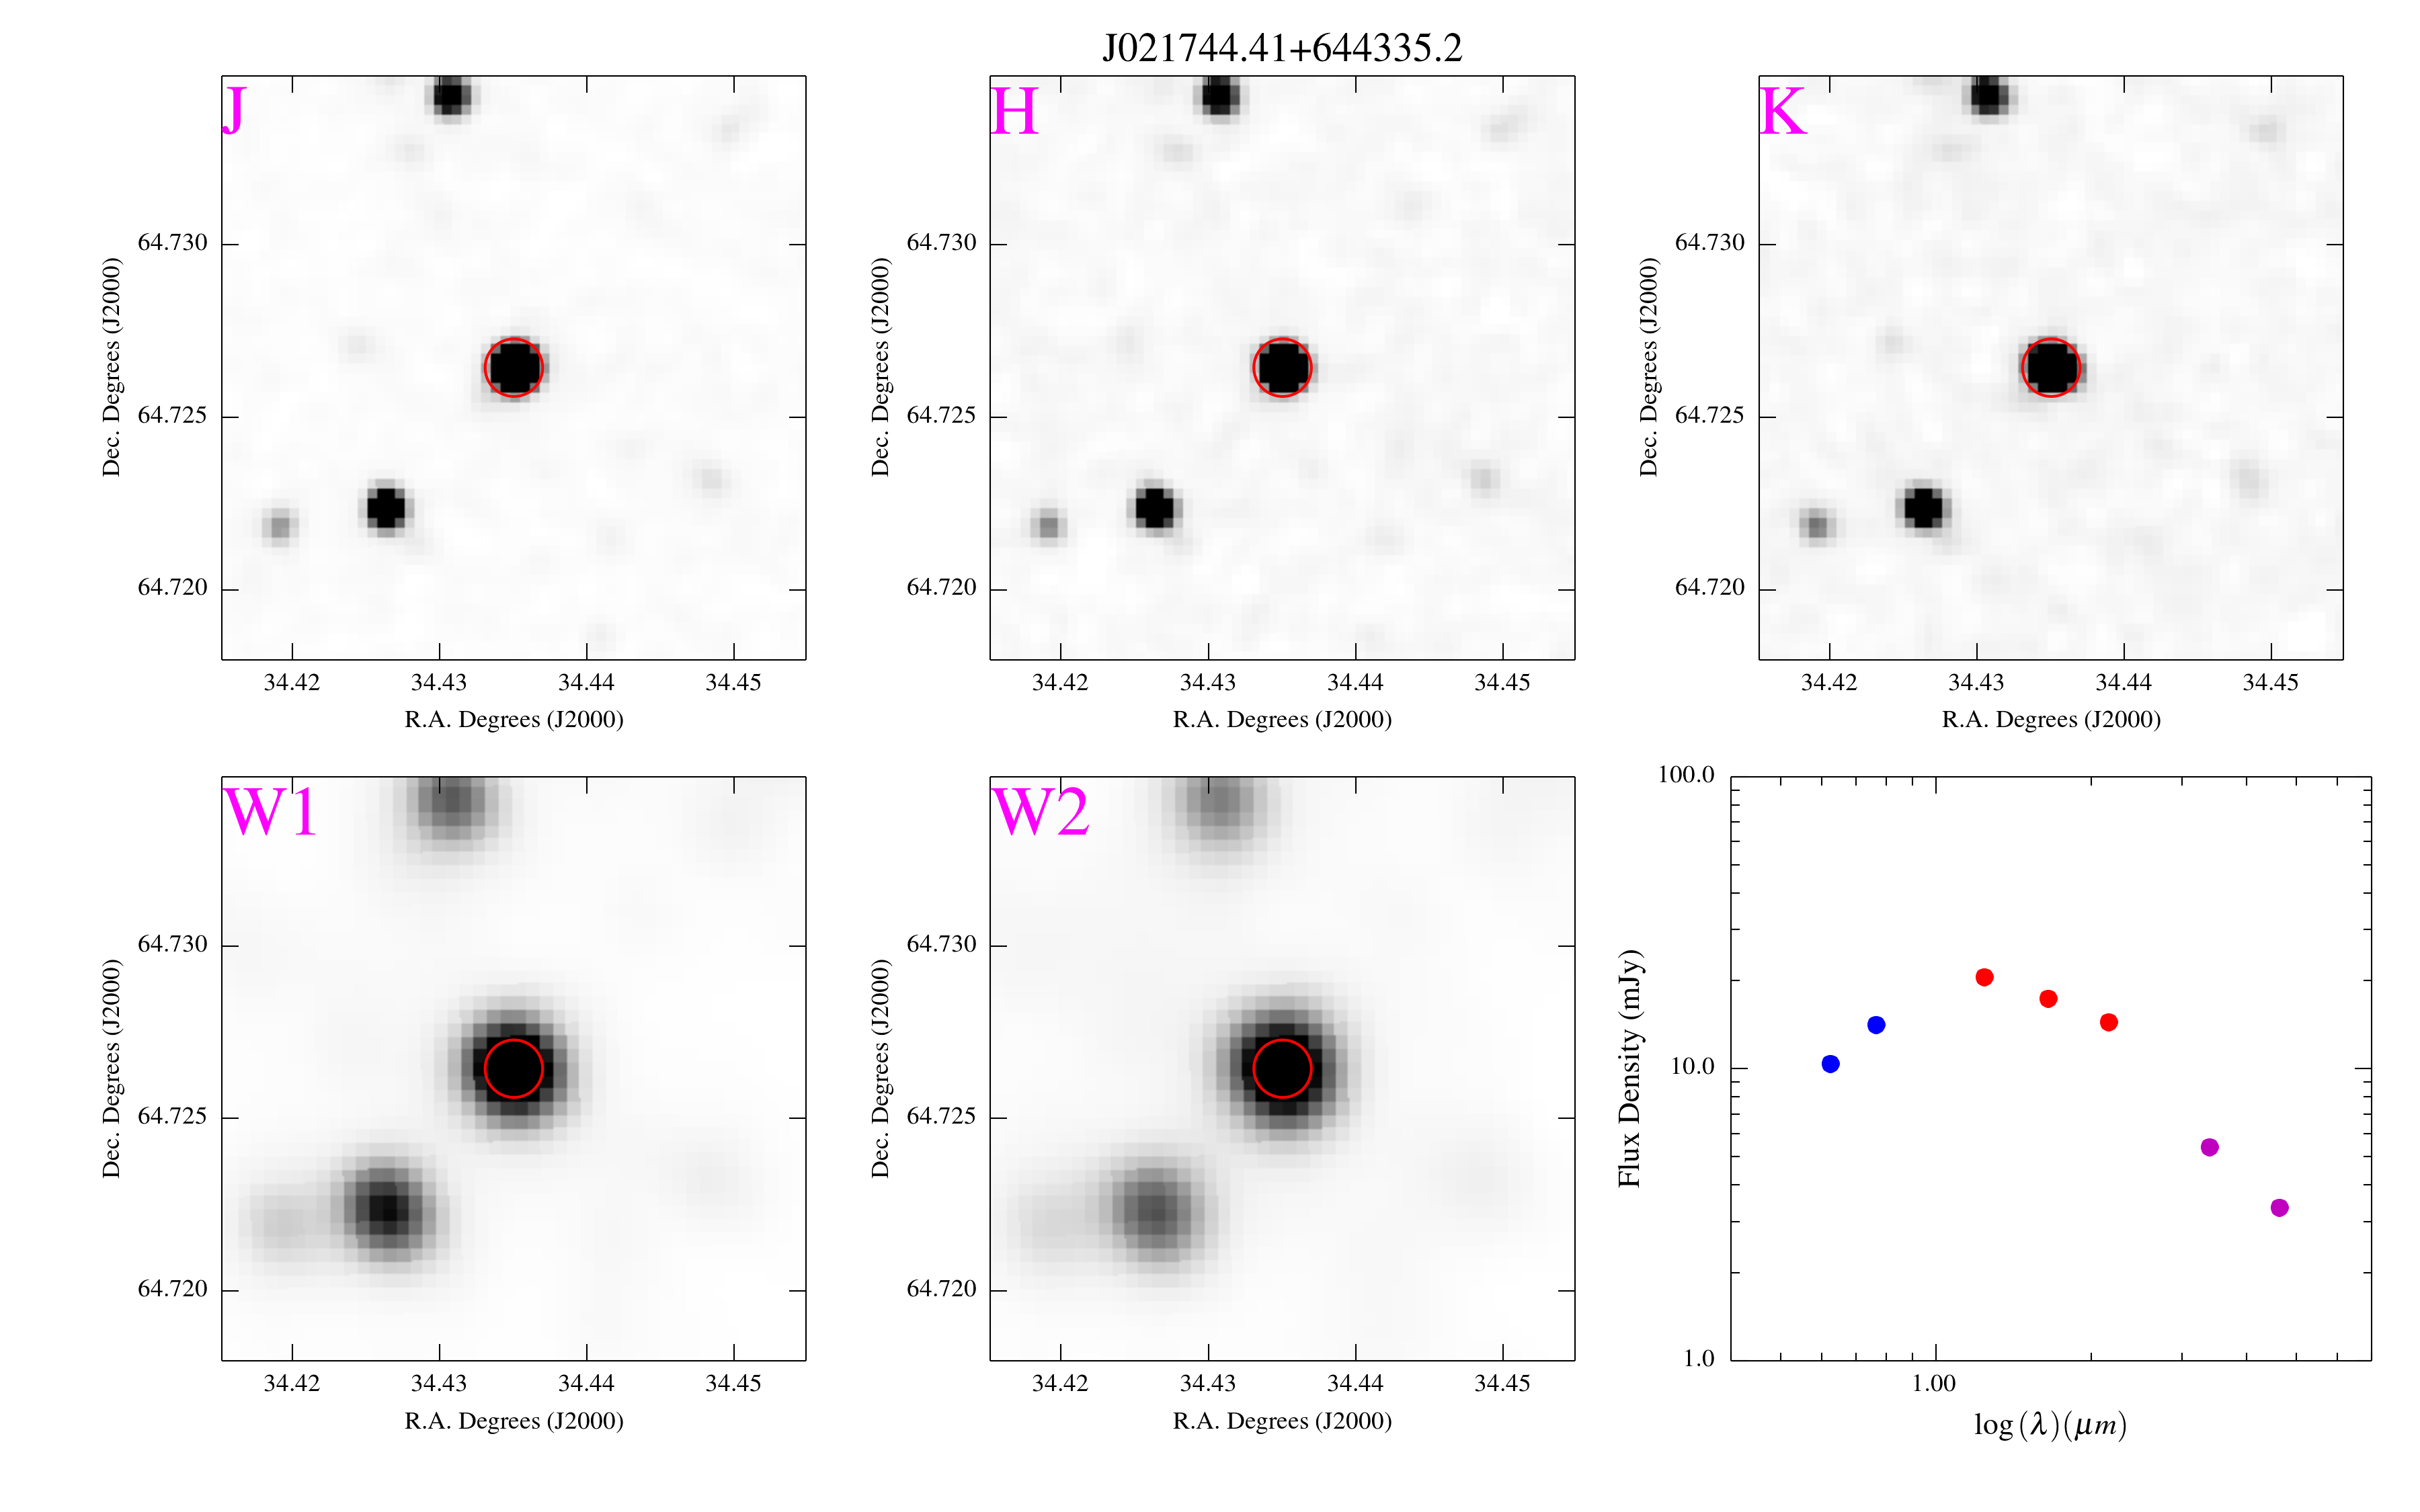 J021744.41+644335.2
J
H
K
Dec. Degrees (J2000)
64.730
64.725
64.720
34.42 34.43 34.44 34.45
R.A. Degrees (J2000)
Dec. Degrees (J2000)
64.730
64.725
64.720
34.42 34.43 34.44 34.45
R.A. Degrees (J2000)
Dec. Degrees (J2000)
64.730
64.725
64.720
34.42 34.43 34.44 34.45
R.A. Degrees (J2000)
W1
Dec. Degrees (J2000)
64.730
64.725
64.720
34.42 34.43 34.44 34.45
R.A. Degrees (J2000)
W2
Dec. Degrees (J2000)
64.730
64.725
64.720
34.42 34.43 34.44 34.45
R.A. Degrees (J2000)
Flux Density (mJy)
100.0
10.0
1.0
1.00
log(λ)(μm)